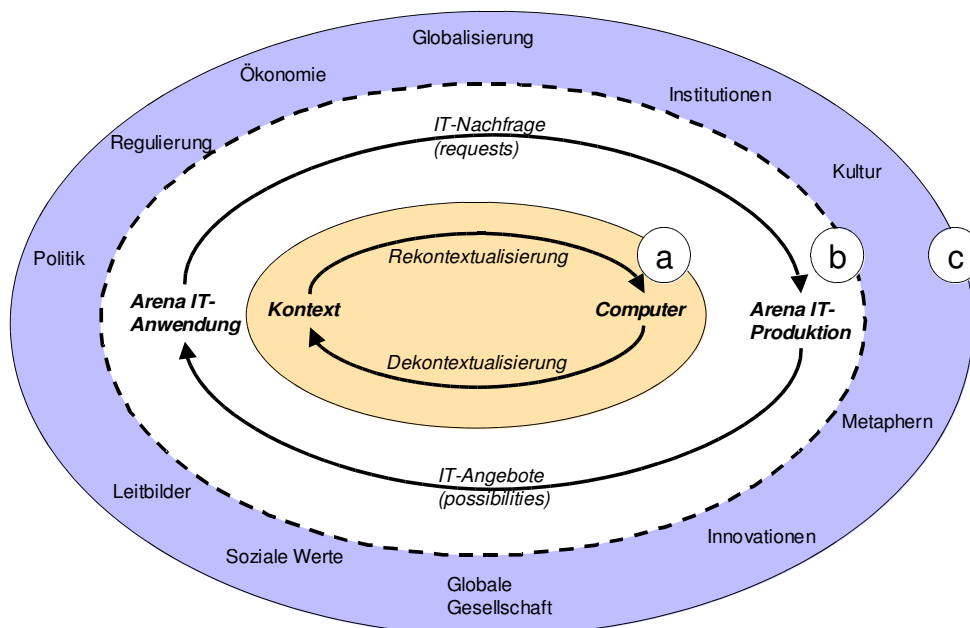 Globalisierung
Ökonomie
Institutionen
IT-Nachfrage
(requests)
Regulierung
Kultur
Politik
Rekontextualisierung
a
b
c
Arena IT-
Anwendung
Kontext
Computer
Arena IT-
Produktion
Dekontextualisierung
Metaphern
IT-Angebote
(possibilities)
Leitbilder
Innovationen
Soziale Werte
Globale
Gesellschaft